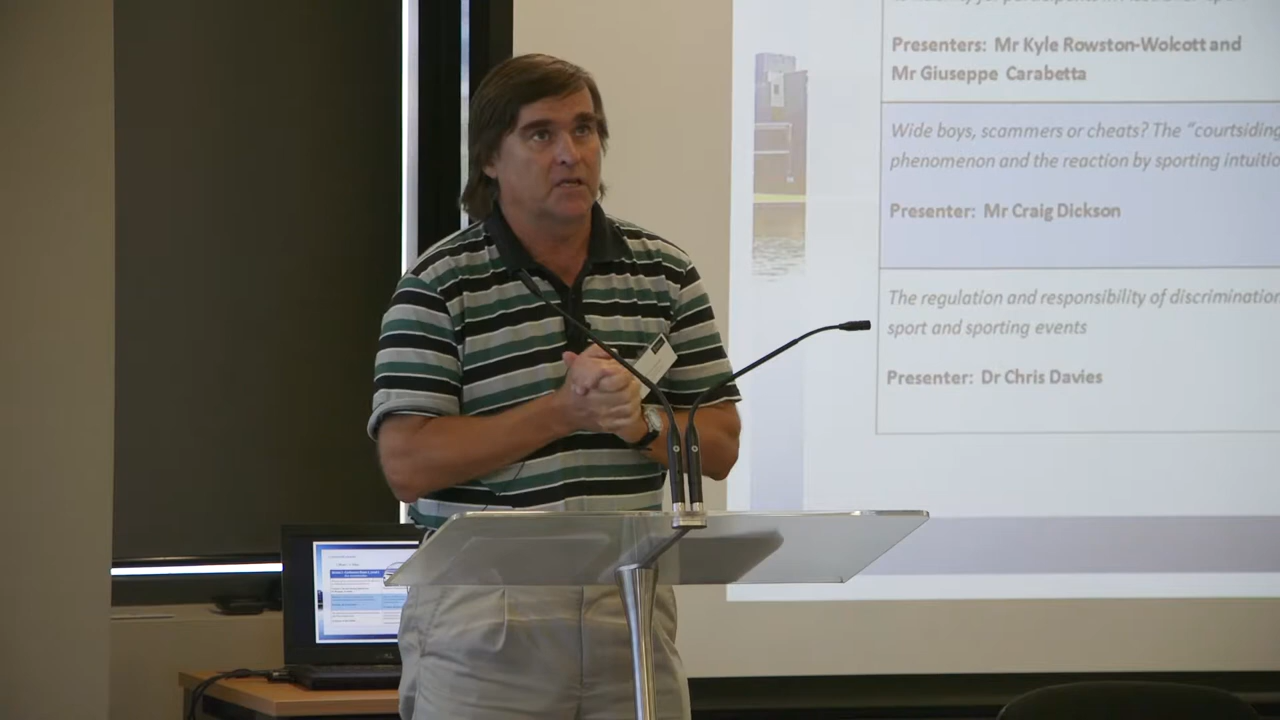 Presenters: Mr Kyle Rowston-Wolcott and
Mr Giuseppe Carabetta
Wide boys, scammers or cheats? The "courtsiding
phenomenon and the reaction by sporting intuitio
Presenter: Mr Craig Dickson
The regulation and responsibility of discrimination
sport and sporting events
Presenter: Dr Chris Davies